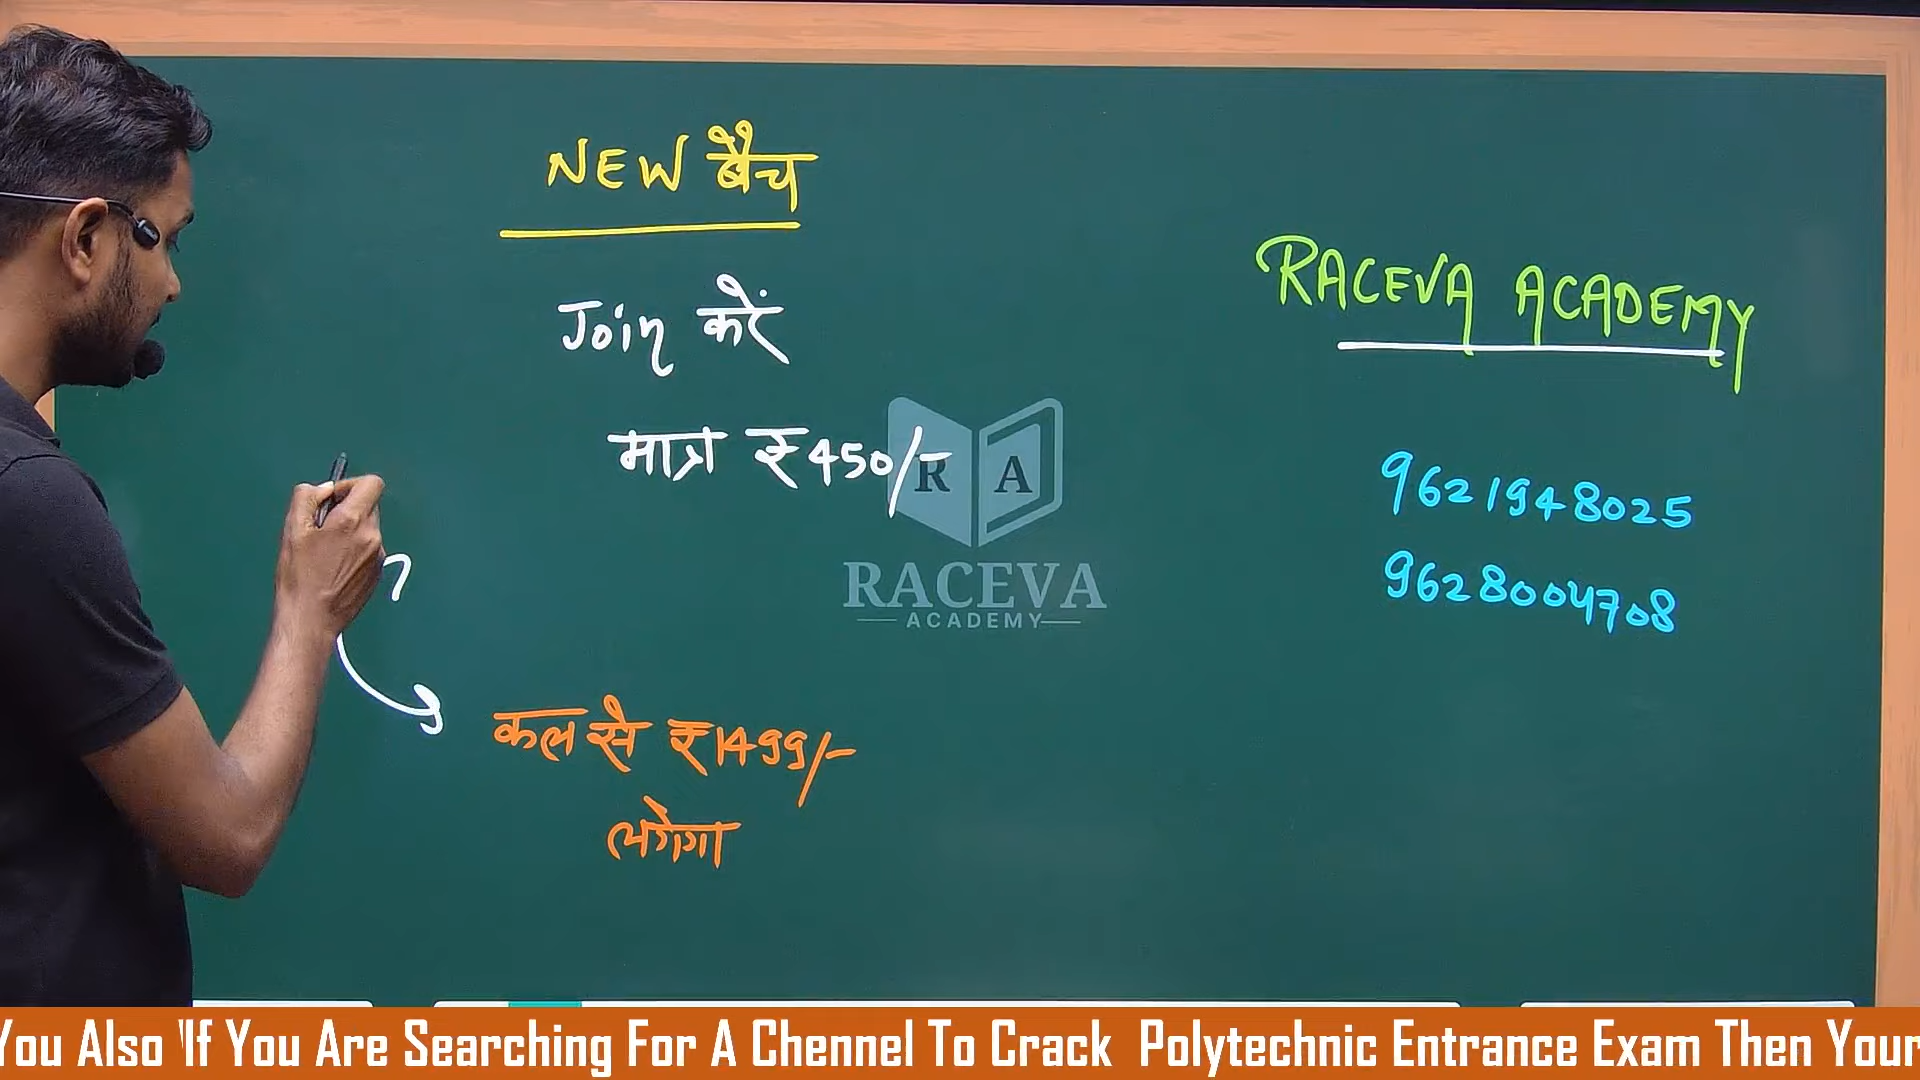 NEW बैच
Join करें
मात्र ₹450/-
कल से ₹1499/-
लगेगा
RACEVA ACADEMY
9621948025
9628004708
R A
RACEVA
ACADEMY
You Also 'If You Are Searching For A Chennel To Crack Polytechnic Entrance Exam Then Your